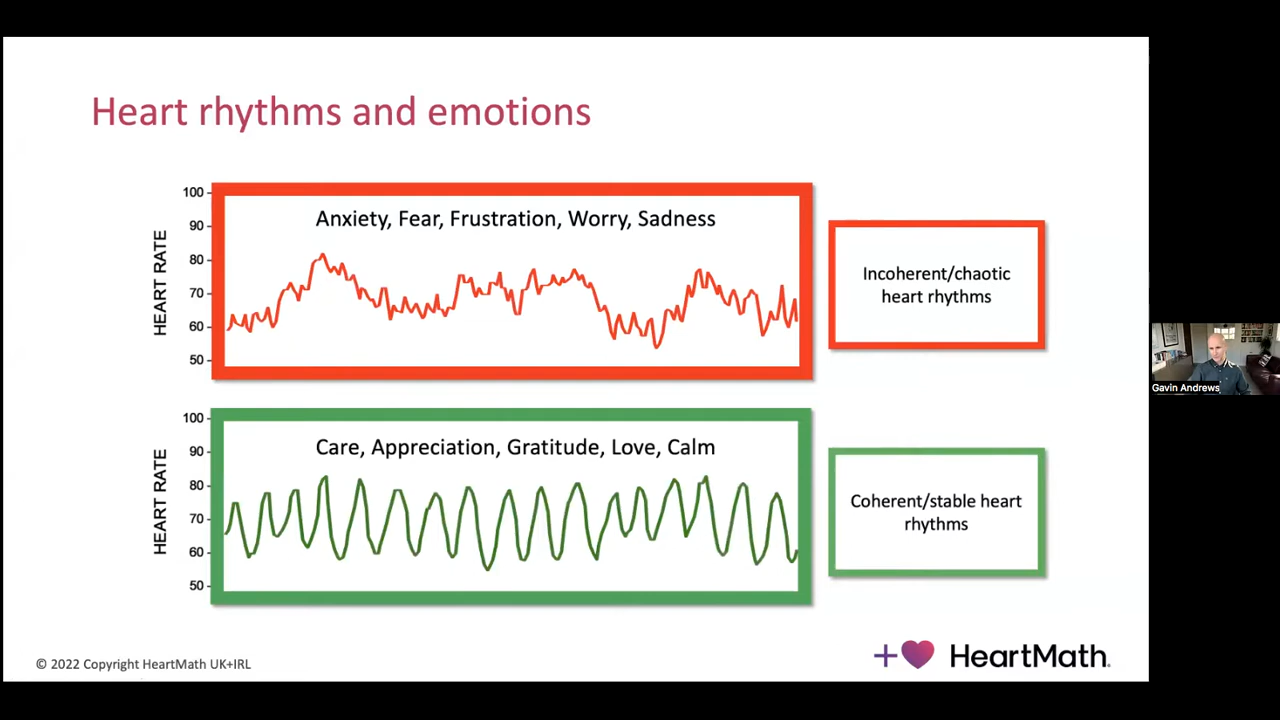 Heart rhythms and emotions
HEART RATE
100
90
80
70
60
50
Anxiety, Fear, Frustration, Worry, Sadness
Incoherent/chaotic
heart rhythms
HEART RATE
100
90
80
70
60
50
Care, Appreciation, Gratitude, Love, Calm
Coherent/stable heart
rhythms
Gavin Andrews
© 2022 Copyright HeartMath UK+IRL
HeartMath.